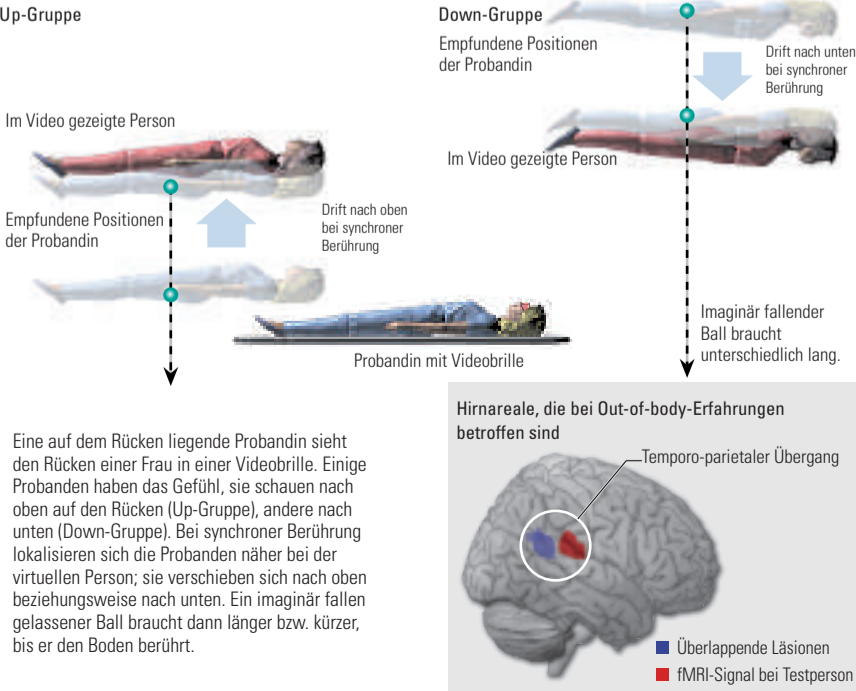 Up-Gruppe
Im Video gezeigte Person
Empfundene Positionen
der Probandin
Drift nach oben
bei synchroner
Berührung
Probandin mit Videobrille
Down-Gruppe
Empfundene Positionen
der Probandin
Drift nach unten
bei synchroner
Berührung
Im Video gezeigte Person
Imaginär fallender
Ball braucht
unterschiedlich lang.
Eine auf dem Rücken liegende Probandin sieht
den Rücken einer Frau in einer Videobrille. Einige
Probanden haben das Gefühl, sie schauen nach
oben auf den Rücken (Up-Gruppe), andere nach
unten (Down-Gruppe). Bei synchroner Berührung
lokalisieren sich die Probanden näher bei der
virtuellen Person; sie verschieben sich nach oben
beziehungsweise nach unten. Ein imaginär fallen
gelassener Ball braucht dann länger bzw. kürzer,
bis er den Boden berührt.
Hirnareale, die bei Out-of-body-Erfahrungen
betroffen sind
Temporo-parietaler Übergang
Überlappende Läsionen
fMRI-Signal bei Testperson